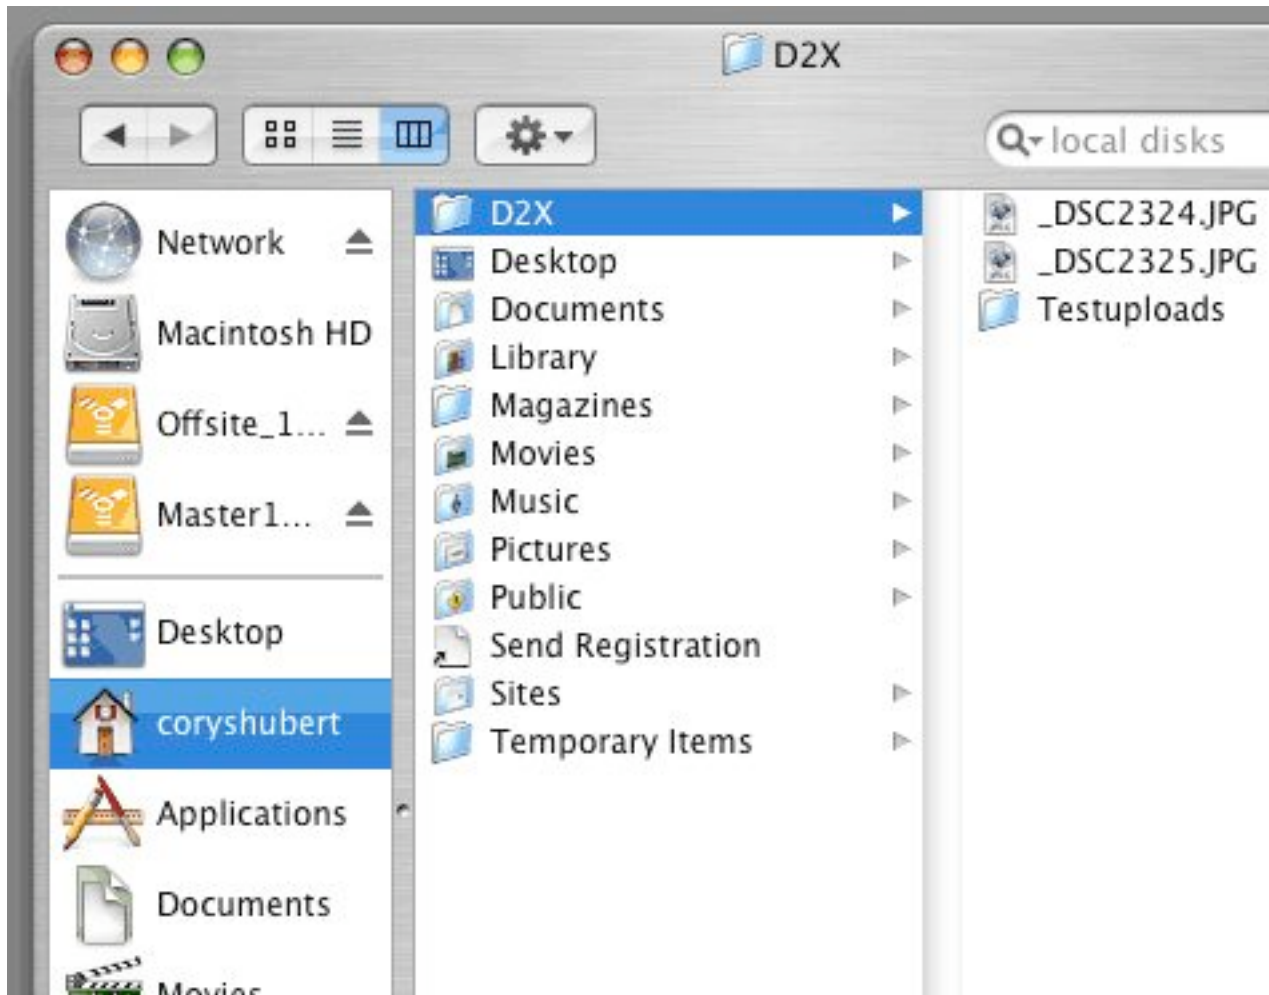 D2X
local disks
Network
Macintosh HD
Offsite_1...
Master1...
Desktop
coryshubert
Applications
Documents
Movies
D2X
Desktop
Documents
Library
Magazines
Movies
Music
Pictures
Public
Send Registration
Sites
Temporary Items
_DSC2324.JPG
_DSC2325.JPG
Testuploads